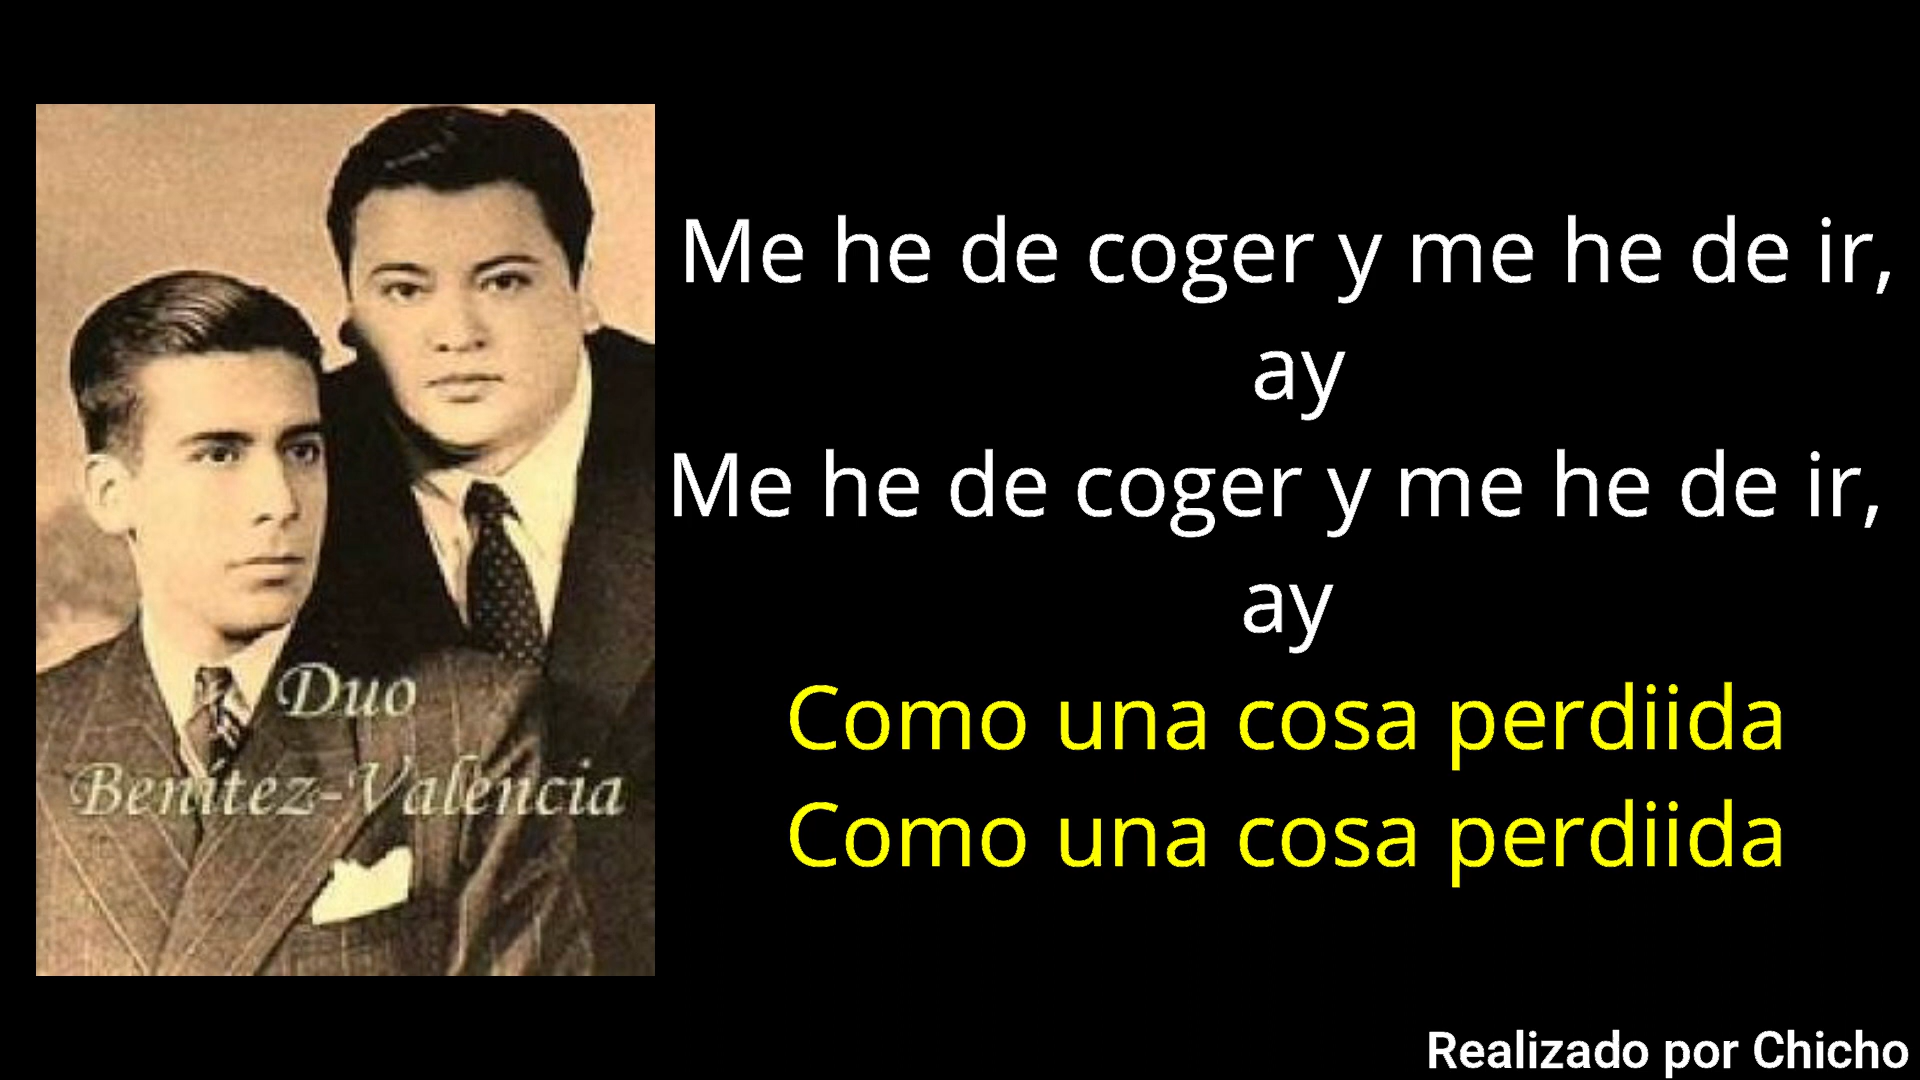 Duo
Benítez-Valencia
Me he de coger y me he de ir,
ay
Me he de coger y me he de ir,
ay
Como una cosa perdiida
Como una cosa perdiida
Realizado por Chicho